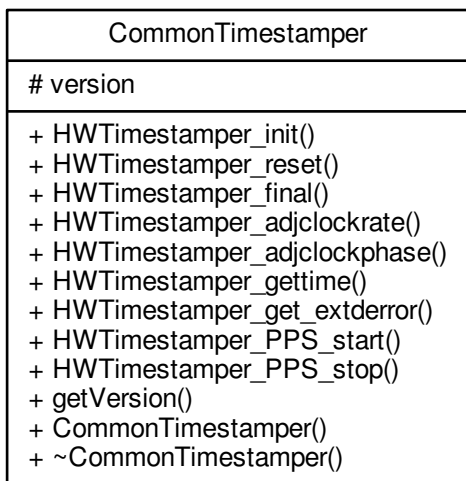 CommonTimestamper
# version
+ HWTimestamper_init()
+ HWTimestamper_reset()
+ HWTimestamper_final()
+ HWTimestamper_adjclockrate()
+ HWTimestamper_adjclockphase()
+ HWTimestamper_gettime()
+ HWTimestamper_get_extderror()
+ HWTimestamper_PPS_start()
+ HWTimestamper_PPS_stop()
+ getVersion()
+ CommonTimestamper()
+ ~CommonTimestamper()